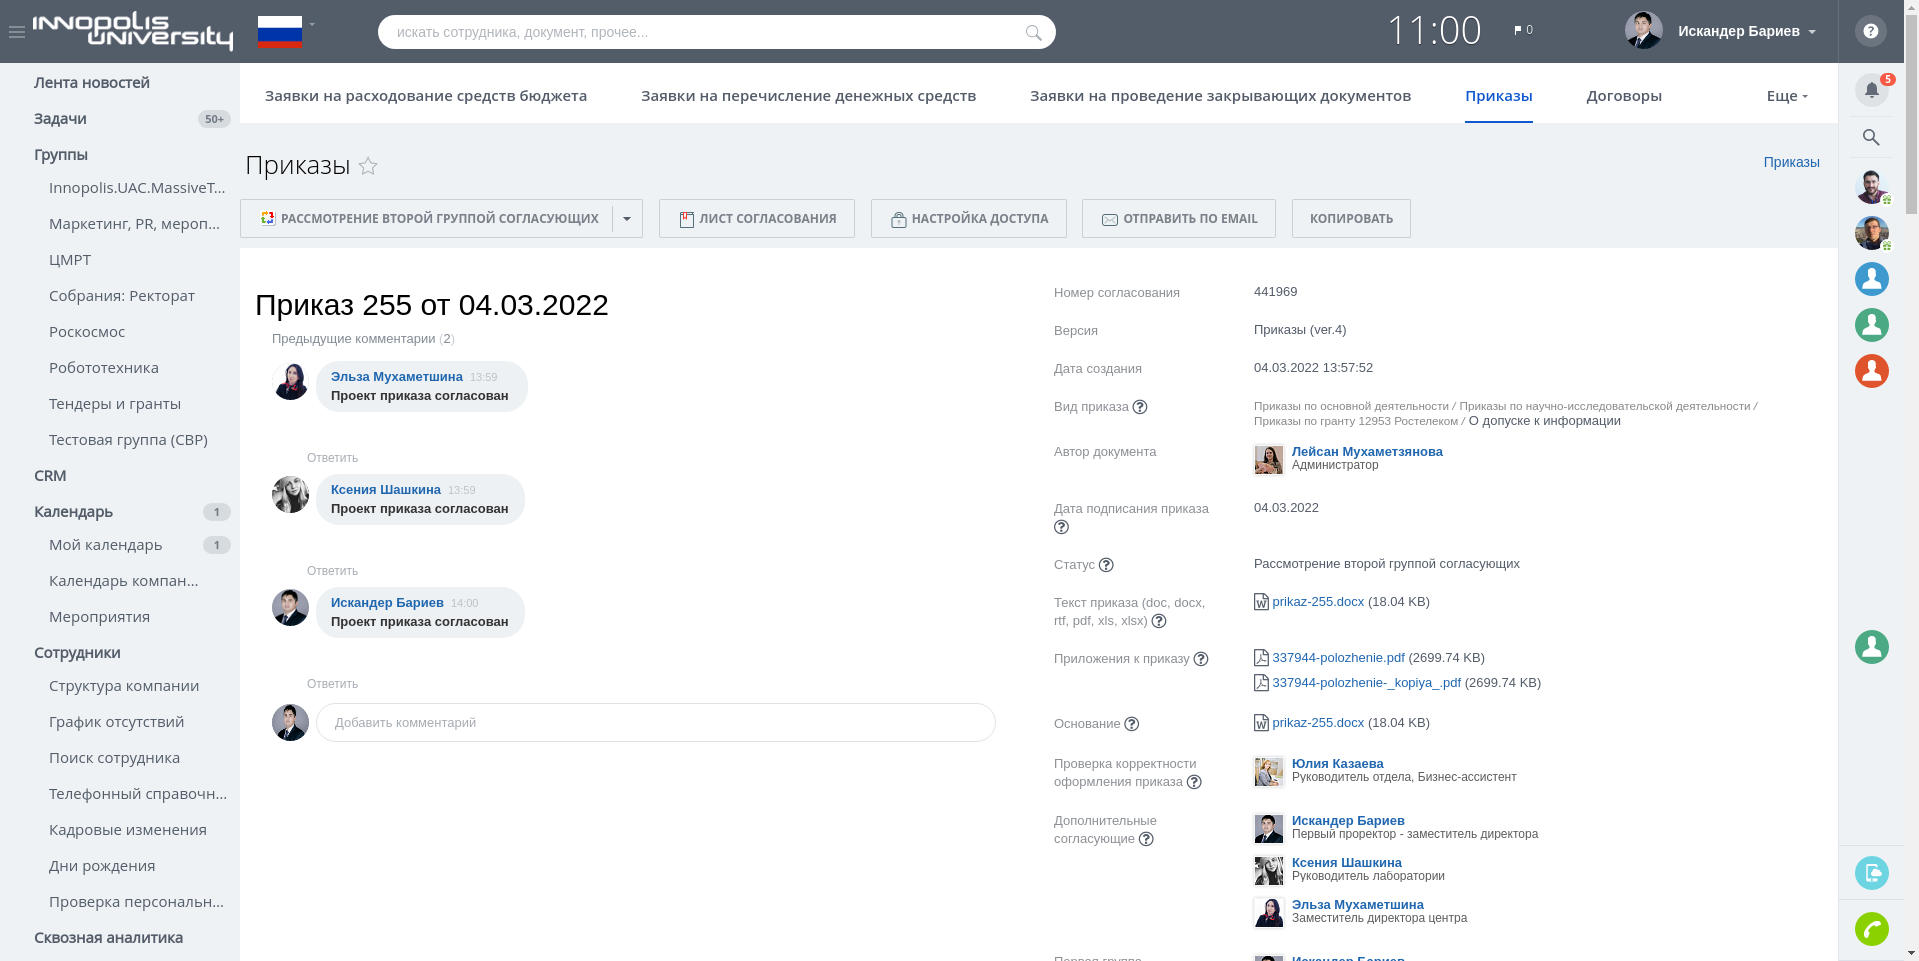 INNOPOLIS
UNIVERSITY
искать сотрудника, документ, прочее...
11:00
0
Искандер Бариев
?
5
Лента новостей
Задачи
50+
Группы
Innopolis.UAC.MassiveT...
Маркетинг, PR, мероп...
ЦМРТ
Собрания: Ректорат
Роскосмос
Робототехника
Тендеры и гранты
Тестовая группа (СВР)
CRM
Календарь
1
Мой календарь
1
Календарь компан...
Мероприятия
Сотрудники
Структура компании
График отсутствий
Поиск сотрудника
Телефонный справочн...
Кадровые изменения
Дни рождения
Проверка персональн...
Сквозная аналитика
Заявки на расходование средств бюджета
Заявки на перечисление денежных средств
Заявки на проведение закрывающих документов
Приказы
Договоры
Еще
Приказы
Приказы
РАССМОТРЕНИЕ ВТОРОЙ ГРУППОЙ СОГЛАСУЮЩИХ
ЛИСТ СОГЛАСОВАНИЯ
НАСТРОЙКА ДОСТУПА
ОТПРАВИТЬ ПО EMAIL
КОПИРОВАТЬ
Приказ 255 от 04.03.2022
Предыдущие комментарии (2)
Эльза Мухаметшина 13:59
Проект приказа согласован
Ответить
Ксения Шашкина 13:59
Проект приказа согласован
Ответить
Искандер Бариев 14:00
Проект приказа согласован
Ответить
Добавить комментарий
Номер согласования
441969
Версия
Приказы (ver.4)
Дата создания
04.03.2022 13:57:52
Вид приказа ?
Приказы по основной деятельности / Приказы по научно-исследовательской деятельности /
Приказы по гранту 12953 Ростелеком / О допуске к информации
Автор документа
Лейсан Мухаметзянова
Администратор
Дата подписания приказа
?
04.03.2022
Статус ?
Рассмотрение второй группой согласующих
Текст приказа (doc, docx,
rtf, pdf, xls, xlsx) ?
prikaz-255.docx (18.04 KB)
Приложения к приказу ?
337944-polozhenie.pdf (2699.74 KB)
337944-polozhenie-_kopiya_.pdf (2699.74 KB)
Основание ?
prikaz-255.docx (18.04 KB)
Проверка корректности
оформления приказа ?
Юлия Казаева
Руководитель отдела, Бизнес-ассистент
Дополнительные
согласующие ?
Искандер Бариев
Первый проректор - заместитель директора
Ксения Шашкина
Руководитель лаборатории
Эльза Мухаметшина
Заместитель директора центра
Первая группа
Искандер Бариев